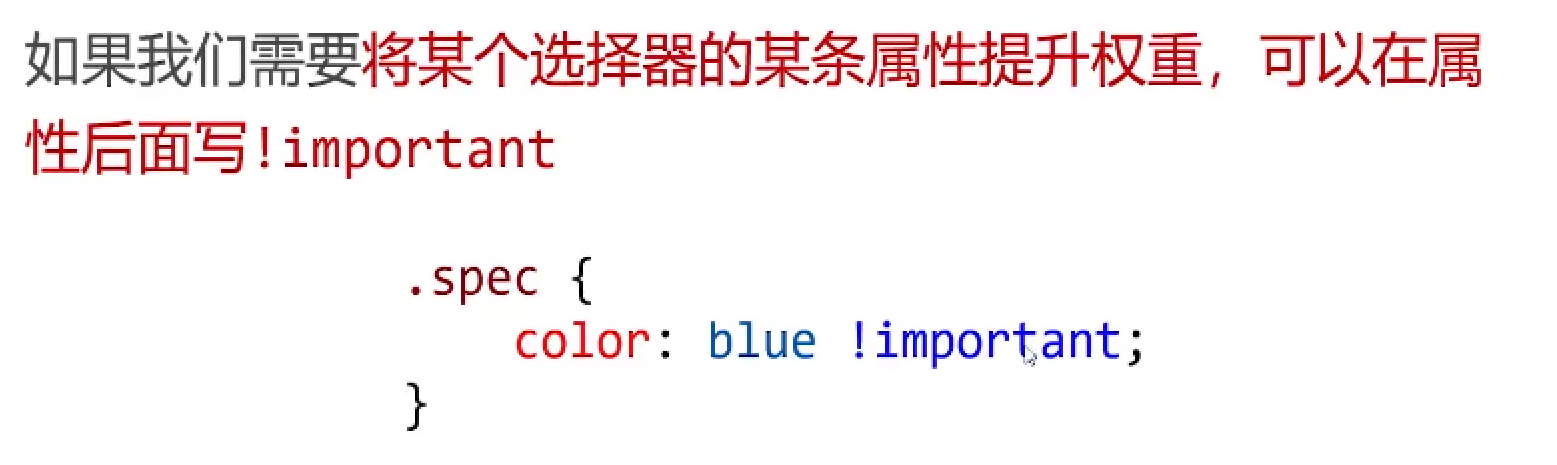 如果我们需要将某个选择器的某条属性提升权重，可以在属
性后面写!important
.spec {
color: blue !important;
}